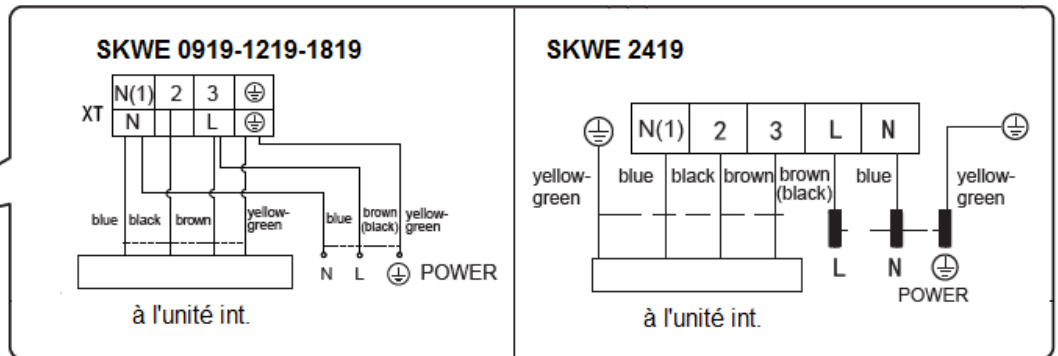 SKWE 0919-1219-1818
XT N(1) 2 3
N L
blue black brown yellow-
green
blue brown
(black) yellow-
green
N L POWER
à l'unité int.
SKWE 2419
N(1) 2 3 L N
yellow-
green
blue black brown brown
(black)
blue
yellow-
green
L N
POWER
à l'unité int.